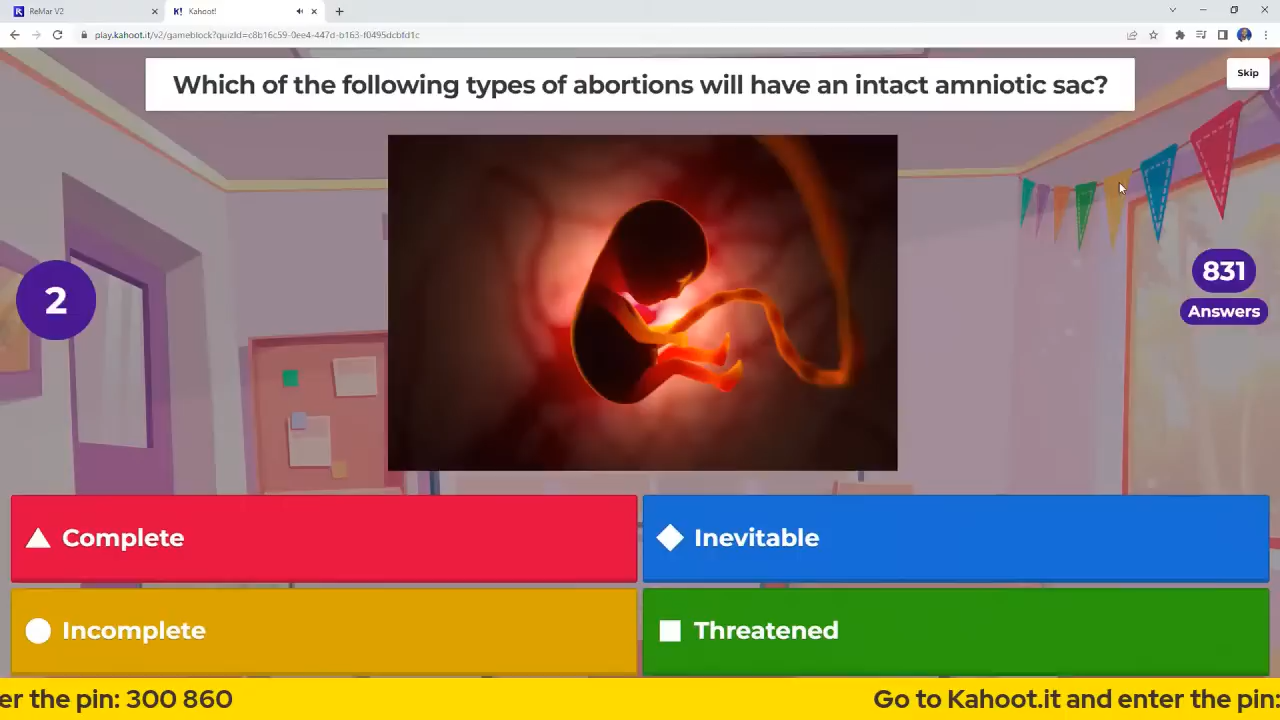 ReMar V2
K! Kahoot!
play.kahoot.it/v2/gameblock?quizId=c8b16c59-0ee4-447d-b163-f0495dcbfd1c
Which of the following types of abortions will have an intact amniotic sac?
Skip
2
831
Answers
Complete
Inevitable
Incomplete
Threatened
er the pin: 300 860
Go to Kahoot.it and enter the pin: